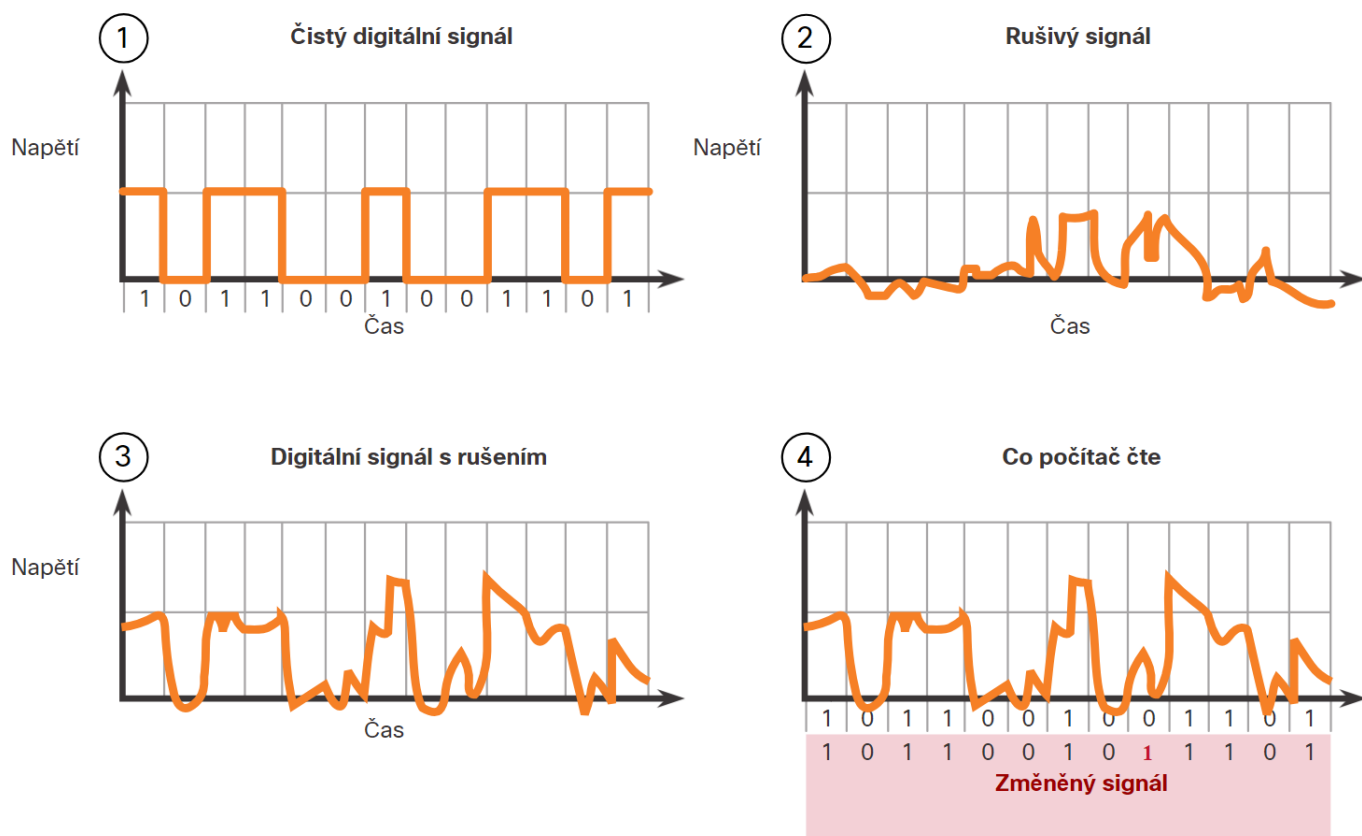 1
Čistý digitální signál
Napětí
1 0 1 1 0 0 1 0 0 1 1 0 1
Čas
2
Rušivý signál
Napětí
Čas
3
Digitální signál s rušením
Napětí
Čas
4
Co počítač čte
1 0 1 1 0 0 1 0 0 1 1 0 1
1 0 1 1 0 0 1 0 1 1 1 0 1
Změněný signál